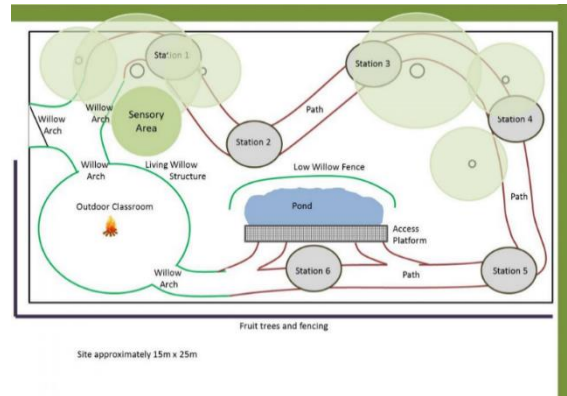 Station 1
Station 3
Willow
Arch
Willow
Arch
Sensory
Area
Path
Station 4
Station 2
Willow
Arch
Living Willow
Structure
Low Willow Fence
Path
Outdoor Classroom
Pond
Access
Platform
Willow
Arch
Station 6
Path
Station 5
Fruit trees and fencing
Site approximately 15m x 25m